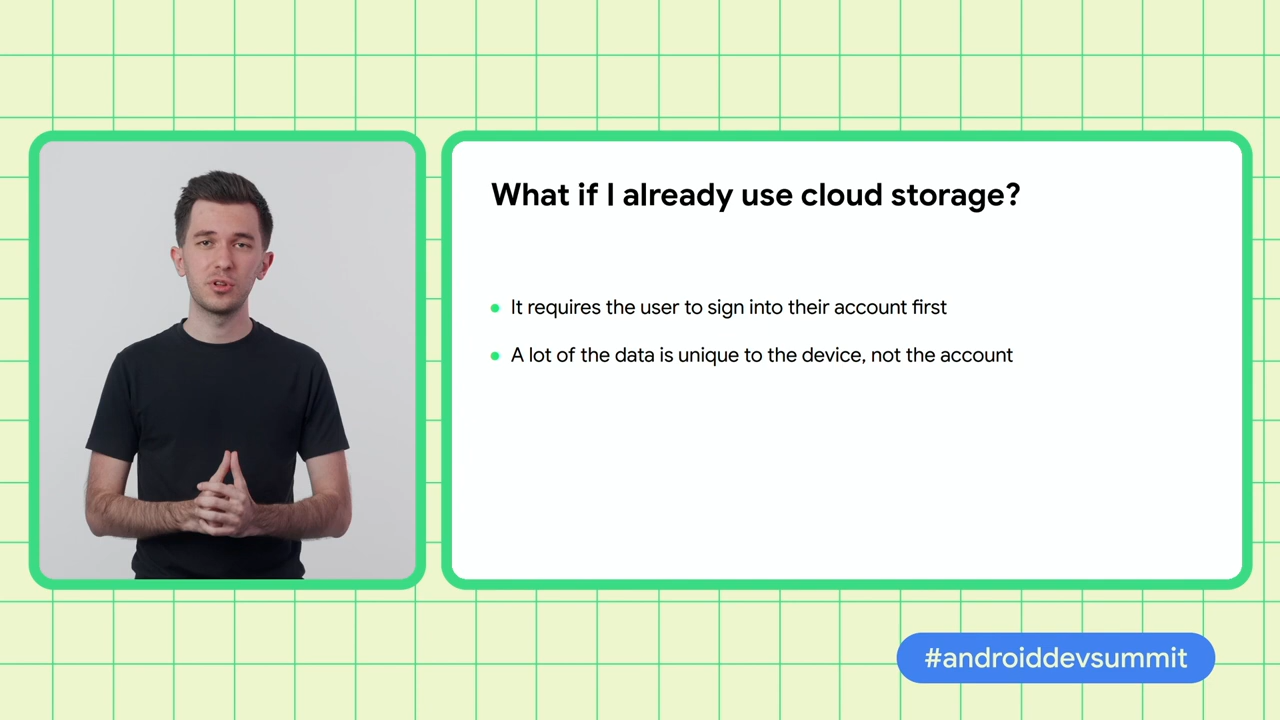 What if I already use cloud storage?
It requires the user to sign into their account first
A lot of the data is unique to the device, not the account
#androiddevsummit